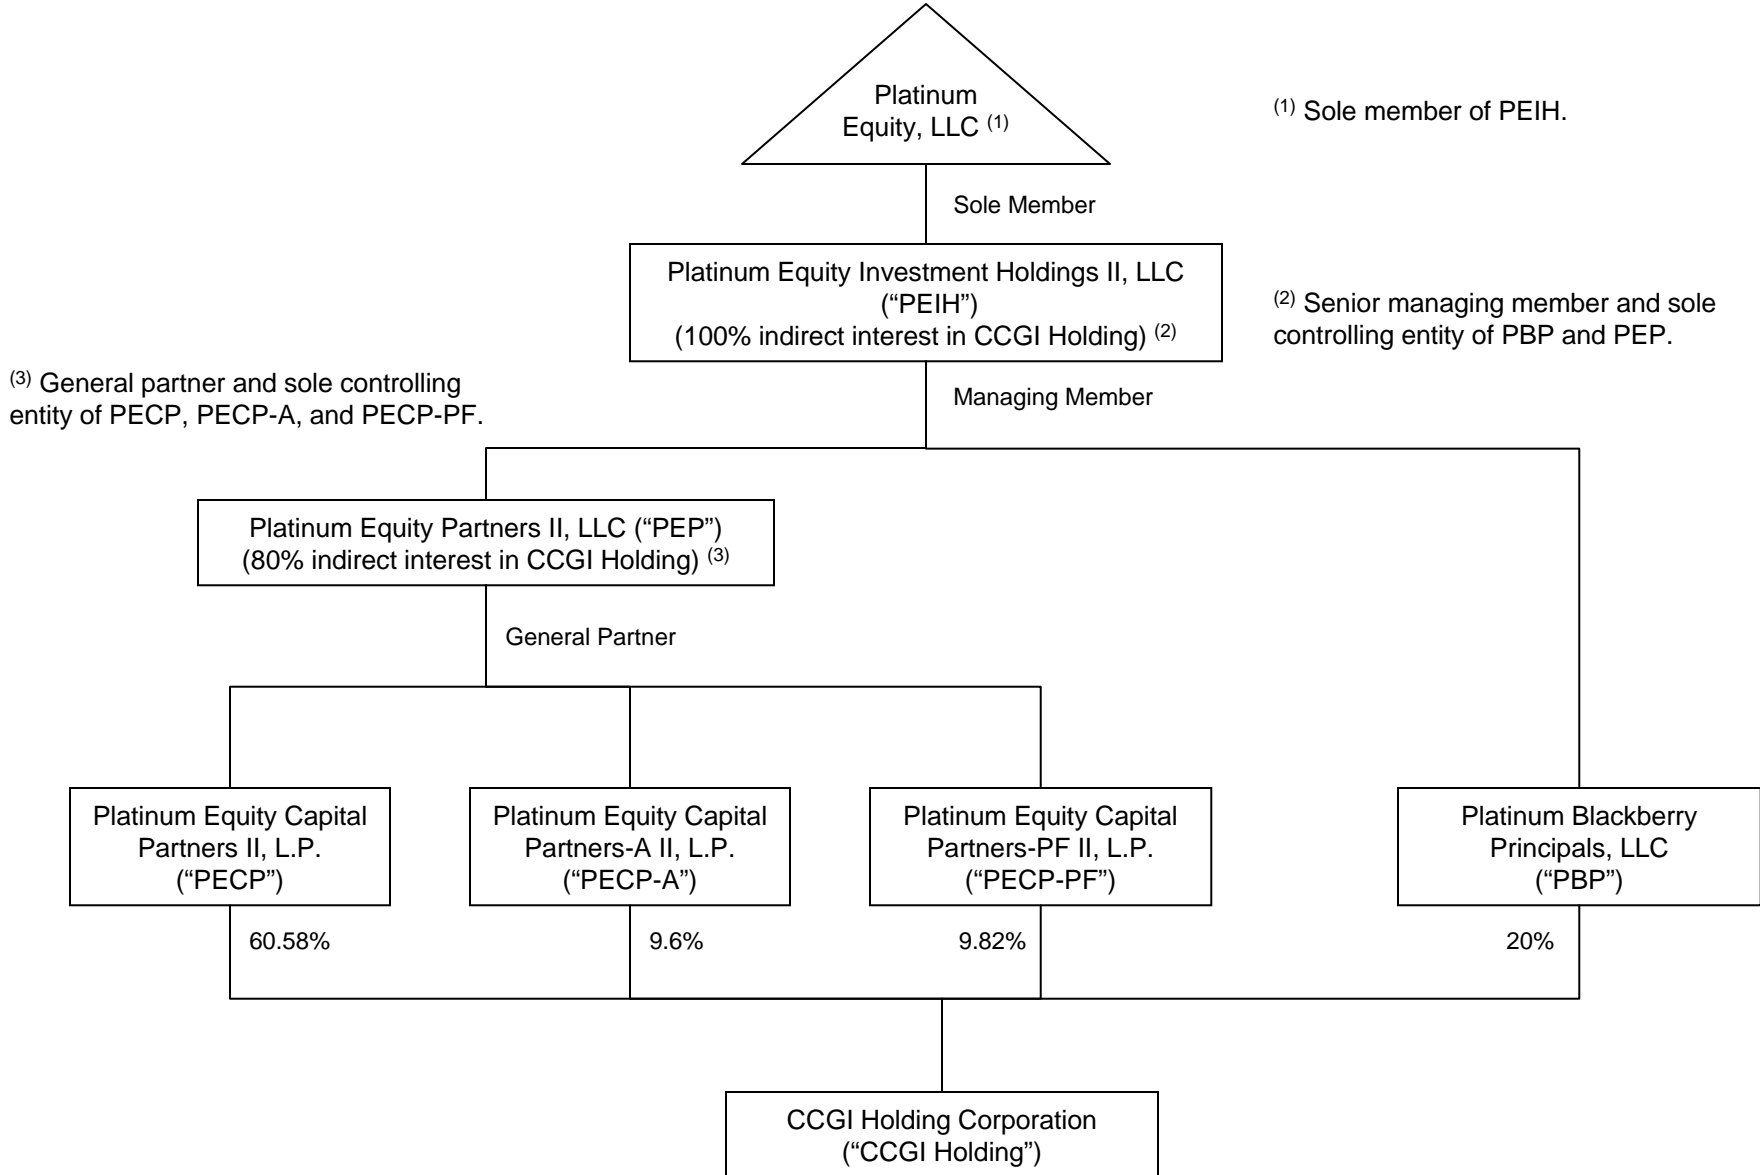 Platinum
Equity, LLC (1)
(1) Sole member of PEIH.
Sole Member
Platinum Equity Investment Holdings II, LLC
(“PEIH”)
(100% indirect interest in CCGI Holding) (2)
(2) Senior managing member and sole
controlling entity of PBP and PEP.
(3) General partner and sole controlling
entity of PECP, PECP-A, and PECP-PF.
Managing Member
Platinum Equity Partners II, LLC (“PEP”)
(80% indirect interest in CCGI Holding) (3)
General Partner
Platinum Equity Capital
Partners II, L.P.
(“PECP”)
Platinum Equity Capital
Partners-A II, L.P.
(“PECP-A”)
Platinum Equity Capital
Partners-PF II, L.P.
(“PECP-PF”)
Platinum Blackberry
Principals, LLC
(“PBP”)
60.58%
9.6%
9.82%
20%
CCGI Holding Corporation
(“CCGI Holding”)